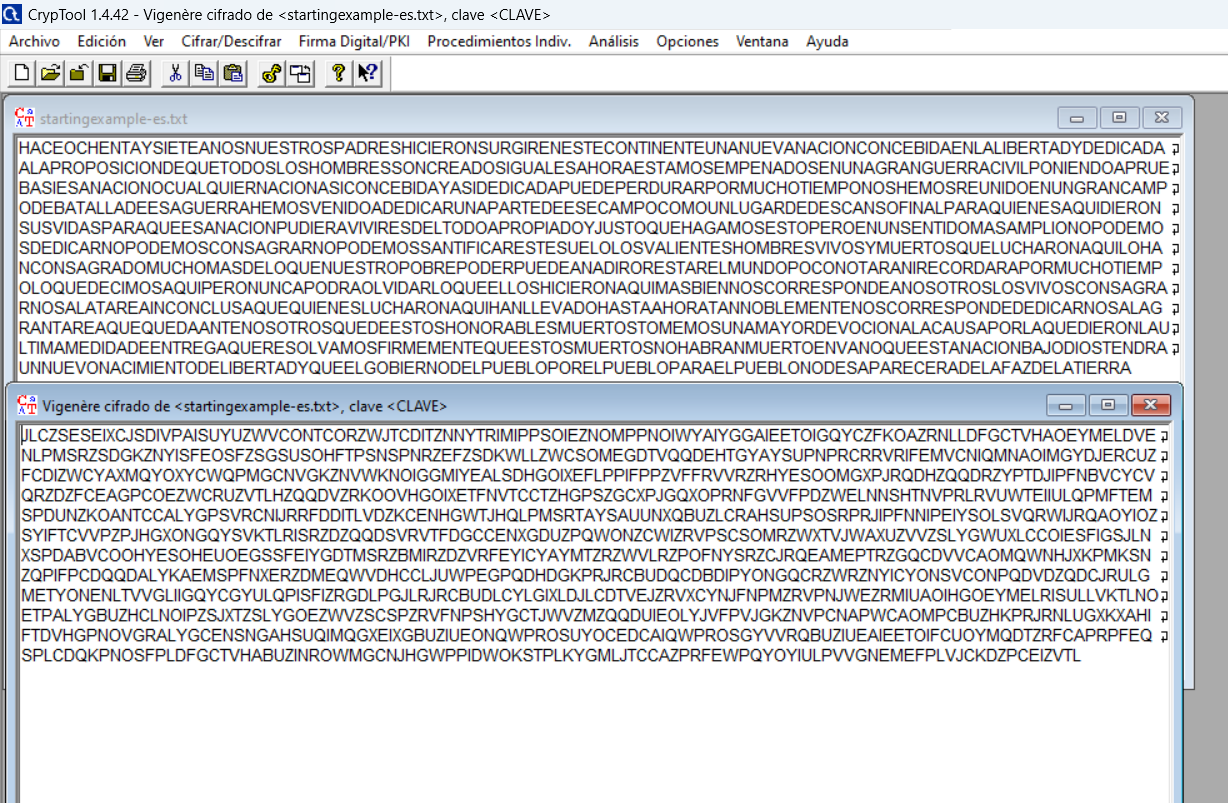 CrypTool 1.4.42 - Vigenère cifrado de <startingexample-es.txt>, clave <CLAVE>
Archivo Edición Ver Cifrar/Descifrar Firma Digital/PKI Procedimientos Indiv. Análisis Opciones Ventana Ayuda
startingexample-es.txt
HACEOCHENTAYSIETEANOSNUESTROSPADRESHICIERONSURGIRENESTECONTINENTEUNANUEVANACIONCONCEBIDAENLALIBERTADYDEDICADA
ALAPROPOSICIONDEQUETODOSLOSHOMBRESSONCREADOSIGUALESAHORAESTAMOSEMPENADOSENUNAGRANGUERRACIVILPONIENDOAPRUE
BASIESANACIONOCUALQUIERNACIONASICONCEBIDAYASIDEDICADAPUEDEPERDURARPORMUCHOTIEMPONOSHEMOSREUNIDOENUNGRANCAMP
ODEBATALLADEESAGUERRAHEMOSVENIDOADEDICARUNAPARTEDEESECAMPOCOMOUNLUGARDEDESCANSOFINALPARAQUIENESAQUIDIERON
SUSVIDASPARAQUEESANACIONPUDIERAVIVIRESDELTODOAPROPIADOYJUSTOQUEHAGAMOSESTOPEROENUNSENTIDOMASAMPLIONOPODEMO
SDEDICARNOPODEMOSCONSAGRARNOPODEMOSSANTIFICARESTESUELOLOSVALIENTESHOMBRESVIVOSYMUERTOSQUELUCHARONAQUILOHA
NCONSAGRADOMUCHOMASDELOQUENUESTROPOBREPODERPUEDEANADIRORESTARELMUNDOPOCONOTARANIRECORDARAPORMUCHOTIEMP
OLOQUEDECIMOSAQUIPERONUNCAPODRAOLVIDARLOQUEELLOSHICIERONAQUIMASBIENNOSCORRESPONDEANOSOTROSLOSVIVOSCONSAGRA
RNOSALATAREAINCONCLUSAQUEQUIENESLUCHARONAQUIHANLLEVADOHASTAAHORATANNOBLEMENTENOSCORRESPONDEDEDICARNOSALAG
RANTAREAQUEQUEDAANTENOSOTROSQUEDEESTOSHONORABLESMUERTOSTOMEMOSUNAMAYORDEVOCIONALACAUSAPORLAQUEDIERONLAU
LTIMAMEDIDADEENTREGAQUERESOLVAMOSFIRMEMENTEQUEESTOSMUERTOSNOHABRANMUERTOENVANOQUEESTANACIONBAJODIOSTENDRA
UNNUEVONACIMIENTODELIBERTADYQUEELGOBIERNODELPUEBLOPORELPUEBLOPARAELPUEBLONODESAPARECERADELAFAZDELATIERRA
Vigenère cifrado de <startingexample-es.txt>, clave <CLAVE>
JLCZSESEIXCJSDIVPAISUYUZWVCONTCORZWJTCDITZNNYTRIMIPPSOIEZNOMPPNOIWYAIYGGAIEETOIGQYCZFKOAZRNLLDFGCTVHAOEYMELDVE
NLPMSRZSDGKZNYISFEOSFZSGSUSOHFTPSNSPNRZEFZSDKWLLZWCSOMEGDTVQQDEHTGYAYSUPNPRCRRVRIFEMVCNIQMNAOIMGYDJERCUZ
FCDIZWCYAXMQYOXYCWQPMGCNVGKZNVWKNOIGGMIYEALSDHGOIXEFLPPIFPPZVFFRVVRZRHYESOOMGXPJRQDHZQQDRZYPTDJIPFNBVCYCV
QRZDZFCEAGPCOEZWCRUZVTLHZQQDVZRKOOVHGOIXETFNVTCCTZHGPSZGCXPJGQXOPRNFGVVFPDZWELNNSHTNVPRLRVUWTEIIULQPMFTEM
SPDUNZKOANTCCALYGPSVRCNIJRRFDDITLVDZKCENHGWTJHQLPMSRTAYSAUUNXQBUZLCRAHSUPSOSRPRJIPFNNIPEIYSOLSVQRWIJRQAOYIOZ
SYIFTCVVPZPJHGXONGQYSVKTLRISRZDZQQDSVRVTFDGCCENXGDUZPQWONZCWIZRVPSCSOMRZWXTVJWAXUZVVZSLYGWUXLCCOIESFIGSJLN
XSPDABVCOOHYESOHEUOEGSSFEIYGDTMSRZBMIRZDZVRFEYICYAYMTZRZWVLRZPOFNYSRZCJRQEAMEPTRZGQCDVVCAOMQWNHJXKPMKSN
ZQPIFPCDQQDALYKAEMSPFNXERZDMEQWVDHCCLJUWPEGPQDHDGKPRJRCBUDQCDBDIPYONGQCRZWRZNYICYONSVCONPQDVDZQDCJRULG
METYONENLTVVGLIIGQYCGYULQPISFIZRGDLPGJLRJRCBUDLCYLGIXLDJLCDTVEJZRVXCYNJFNPMZRVPNJWEZRMIUAOIHGOEYMELRISULLVKTLNO
ETPALYGBUZHCLNOIPZSJXTZSLYGOEZWVZSCSPZRVFNPSHYGCTJWVZMZQQDUIEOLYJVFPVJGKZNVPCNAPWCAOMPCBUZHKPRJRNLUGXKXAHI
FTDVHGPNOVGRALYGCENSNGAHSUQIMQGXEIXGBUZIUEONQWPROSUYOCEDCAIQWPROSGYVVRQBUZIUEAIEETOIFCUOYMQDTZRFCAPRPFEQ
SPLCDQKPNOSFPLDFGCTVHABUZINROWMGCNJHGWPPIDWOKSTPLKYGMLJTCCAZPRFEWPQYOYIULPVVGNEMEFPLVJCKDZPCEIZVTL